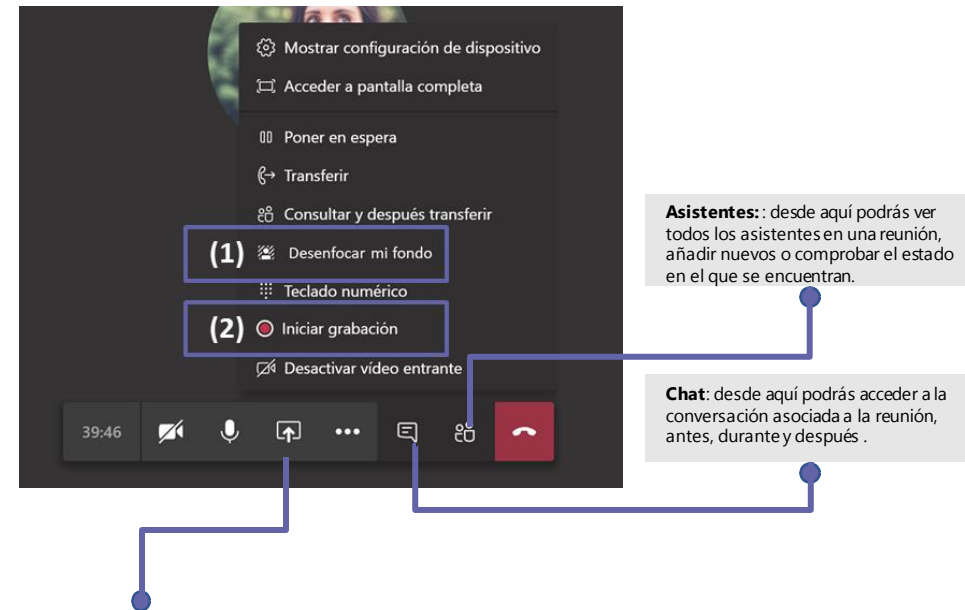 Mostrar configuración de dispositivo
Acceder a pantalla completa
Poner en espera
Transferir
Consultar y después transferir
(1) Desenfocar mi fondo
Teclado numérico
(2) Iniciar grabación
Desactivar vídeo entrante
39:46
Asistentes: : desde aquí podrás ver
todos los asistentes en una reunión,
añadir nuevos o comprobar el estado
en el que se encuentran.
Chat: desde aquí podrás acceder a la
conversación asociada a la reunión,
antes, durante y después .